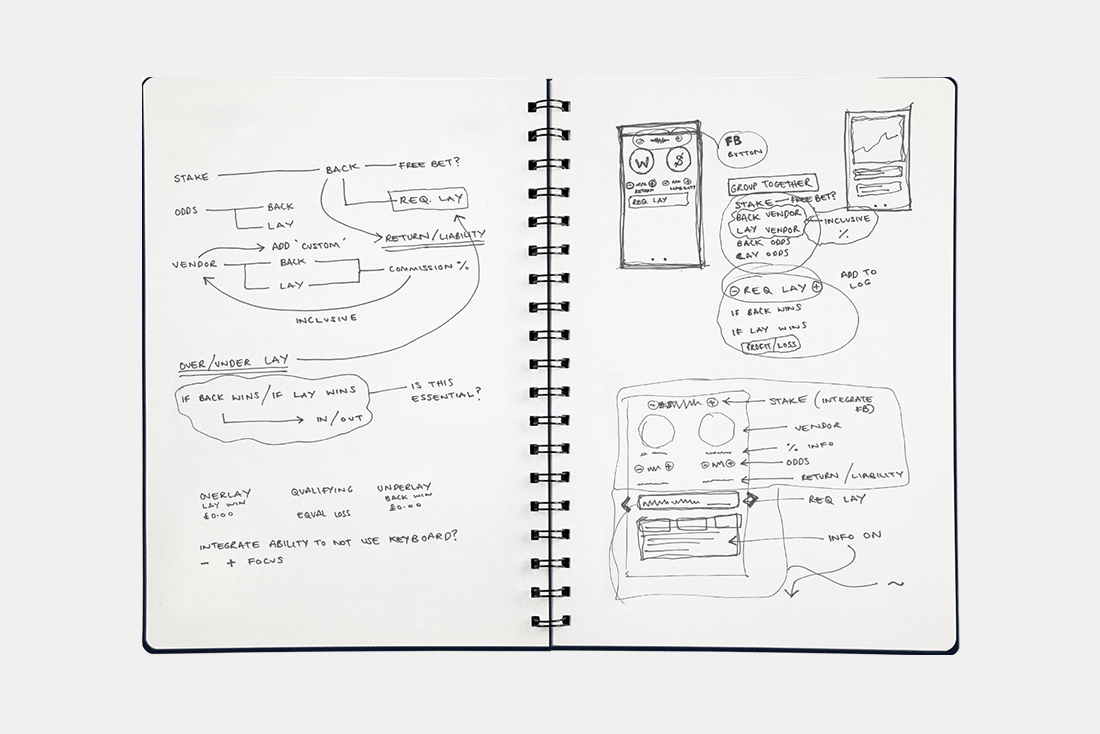 STAKE
BACK
FREE BET?
REQ. LAY
ODDS
BACK
LAY
ADD 'CUSTOM'
RETURN/LIABILITY
VENDOR
BACK
LAY
COMMISSION %
INCLUSIVE
OVER/UNDER LAY
IF BACK WINS/IF LAY WINS
IN/OUT
IS THIS
ESSENTIAL?
OVERLAY
LAY WIN
£0.00
QUALIFYING
EQUAL LOSS
UNDERLAY
BACK WIN
£0.00
INTEGRATE ABILITY TO NOT USE KEYBOARD?
- + FOCUS
W $
RETURN LIABILITY
REQ LAY
FB
BUTTON
GROUP TOGETHER
STAKE — FREE BET?
BACK VENDOR
LAY VENDOR
BACK ODDS
LAY ODDS
INCLUSIVE
%
- REQ LAY +
IF BACK WINS
IF LAY WINS
PROFIT/LOSS
ADD TO
LOG
STAKE (INTEGRATE
FB)
VENDOR
% INFO
ODDS
RETURN/LIABILITY
REQ LAY
INFO ON
~